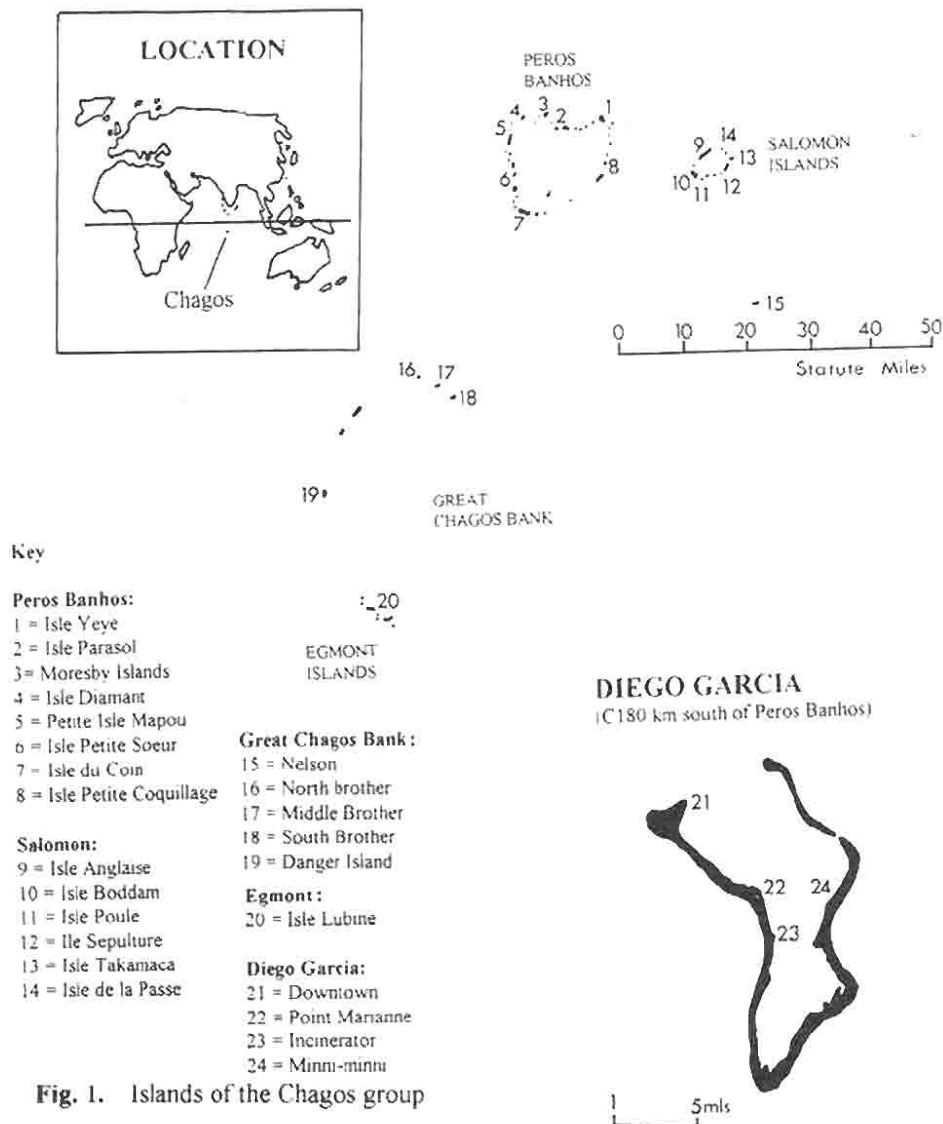 LOCATION
Chagos
PEROS
BANHOS
4 3 2 1
5
6
7
8
9 14
13
10 11 12
SALOMON
ISLANDS
15
0 10 20 30 40 50
Statute Miles
16 17
18
19
GREAT
CHAGOS BANK
20
EGMONT
ISLANDS
Key
Peros Banhos:
1 = Isle Yeye
2 = Isle Parasol
3= Moresby Islands
4 = Isle Diamant
5 = Petite Isle Mapou
6 = Isle Petite Soeur
7 = Isle du Coin
8 = Isle Petite Coquillage
Salomon:
9 = Isle Anglaise
10 = Isle Boddam
11 = Isle Poule
12 = Ile Sepulture
13 = Isle Takamaca
14 = Isle de la Passe
Great Chagos Bank:
15 = Nelson
16 = North brother
17 = Middle Brother
18 = South Brother
19 = Danger Island
Egmont:
20 = Isle Lubine
Diego Garcia:
21 = Downtown
22 = Point Marianne
23 = Incinerator
24 = Minni-minni
DIEGO GARCIA
(C180 km south of Peros Banhos)
21
22 24
23
1 5mls
Fig. 1. Islands of the Chagos group